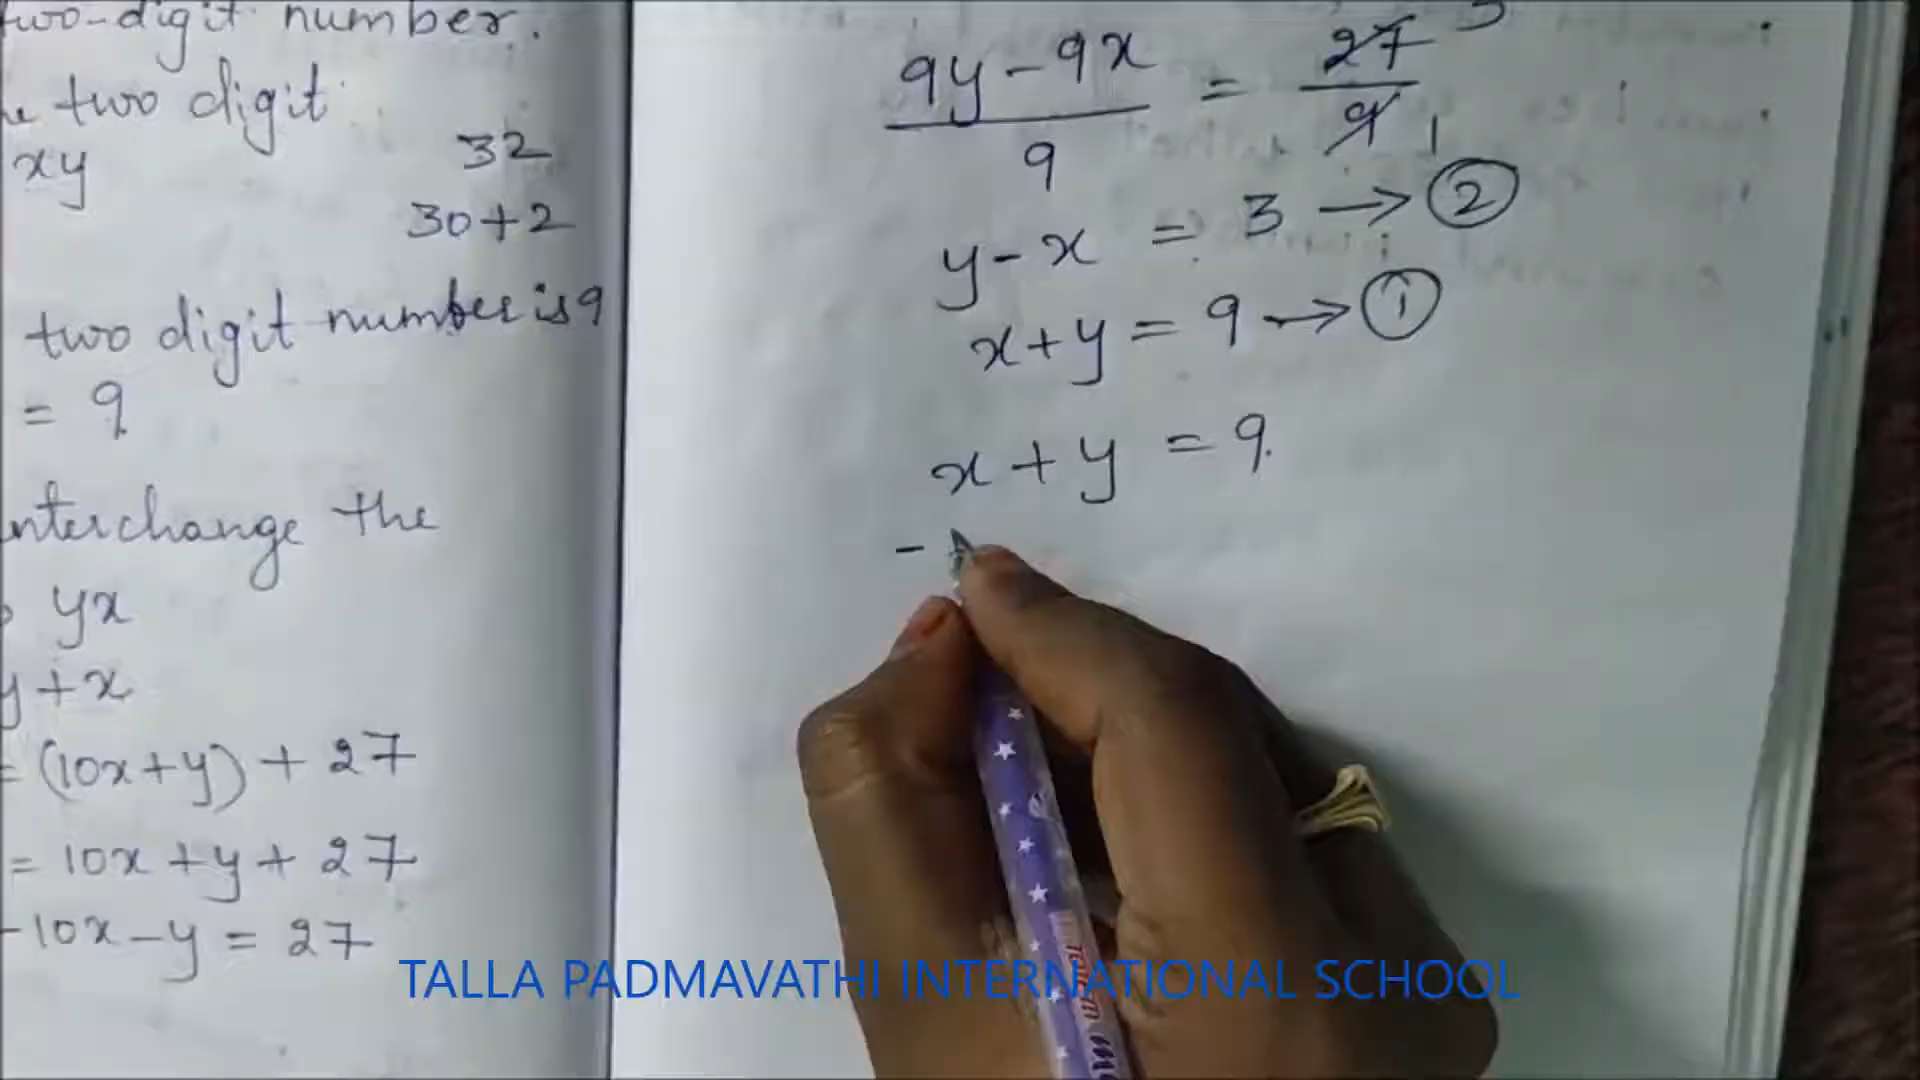 two-digit number.
two digit
xy
32
30+2
two digit number is 9
= 9
interchange the
yx
y+x
= (10x+y) + 27
= 10x+y+ 27
-10x-y = 27
9y-9x / 9 = 27 / 9 3 1
y-x = 3 → ②
x+y = 9 → ①
x + y = 9.
-
TALLA PADMAVATHI INTERNATIONAL SCHOOL